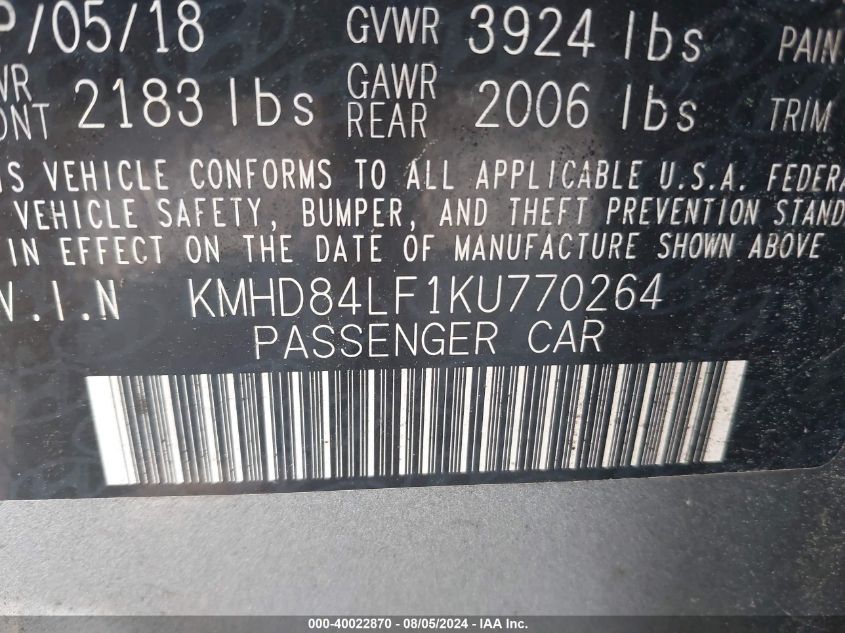 P/05/18 GVWR 3924 lbs PAIN
WR GAWR
ONT 2183 lbs REAR 2006 lbs TRIM
IS VEHICLE CONFORMS TO ALL APPLICABLE U.S.A. FEDERA
VEHICLE SAFETY, BUMPER, AND THEFT PREVENTION STAND
IN EFFECT ON THE DATE OF MANUFACTURE SHOWN ABOVE
V.I.N KMHD84LF1KU770264
PASSENGER CAR
000-40022870 - 08/05/2024 - IAA Inc.